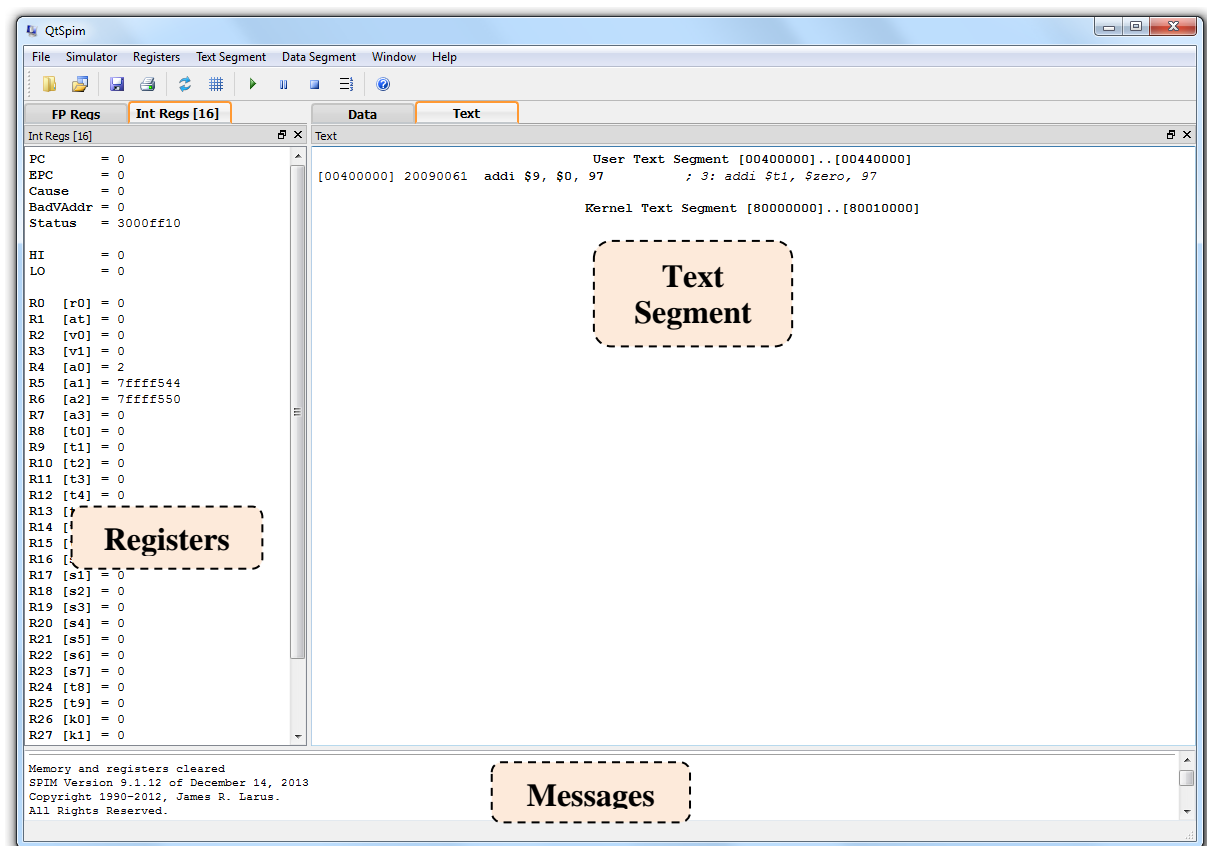 QtSpim
File Simulator Registers Text Segment Data Segment Window Help
FP Regs Int Regs [16] Data Text
Int Regs [16]
Text
PC = 0
EPC = 0
Cause = 0
BadVAddr = 0
Status = 3000ff10
HI = 0
LO = 0
R0 [r0] = 0
R1 [at] = 0
R2 [v0] = 0
R3 [v1] = 0
R4 [a0] = 2
R5 [a1] = 7ffff544
R6 [a2] = 7ffff550
R7 [a3] = 0
R8 [t0] = 0
R9 [t1] = 0
R10 [t2] = 0
R11 [t3] = 0
R12 [t4] = 0
R13 [
R14 [
R15 [
R16 [
R17 [s1] = 0
R18 [s2] = 0
R19 [s3] = 0
R20 [s4] = 0
R21 [s5] = 0
R22 [s6] = 0
R23 [s7] = 0
R24 [t8] = 0
R25 [t9] = 0
R26 [k0] = 0
R27 [k1] = 0
Registers
User Text Segment [00400000]..[00440000]
[00400000] 20090061 addi $9, $0, 97 ; 3: addi $t1, $zero, 97
Kernel Text Segment [80000000]..[80010000]
Text
Segment
Memory and registers cleared
SPIM Version 9.1.12 of December 14, 2013
Copyright 1990-2012, James R. Larus.
All Rights Reserved.
Messages